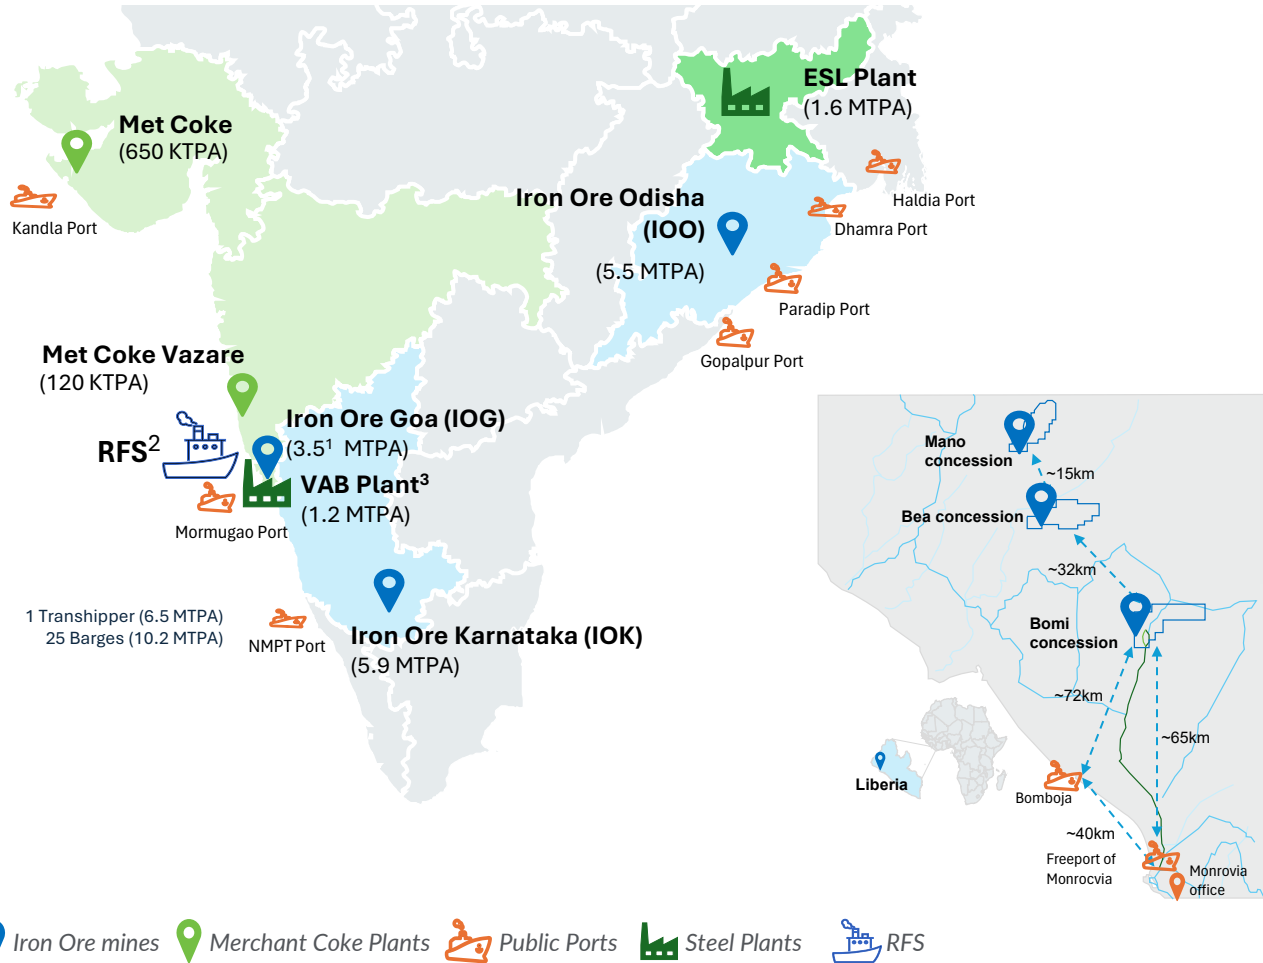 ESL Plant
(1.6 MTPA)
Met Coke
(650 KTPA)
Kandla Port
Haldia Port
Iron Ore Odisha
(IOO)
(5.5 MTPA)
Dhamra Port
Paradip Port
Gopalpur Port
Met Coke Vazare
(120 KTPA)
Iron Ore Goa (IOG)
(3.5¹ MTPA)
RFS²
VAB Plant³
(1.2 MTPA)
Mormugao Port
1 Transhipper (6.5 MTPA)
25 Barges (10.2 MTPA)
NMPT Port
Iron Ore Karnataka (IOK)
(5.9 MTPA)
Mano
concession
~15km
Bea concession
~32km
Bomi
concession
~72km
~65km
Liberia
Bomboja
~40km
Freeport of
Monrocvia
Monrovia
office
Iron Ore mines
Merchant Coke Plants
Public Ports
Steel Plants
RFS